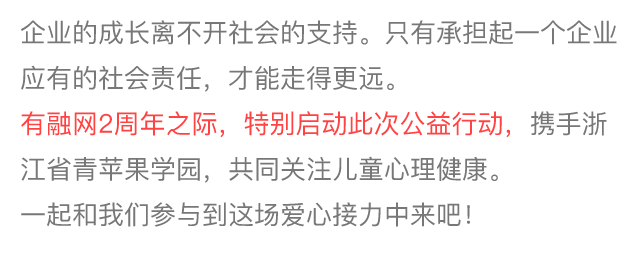 企业的成长离不开社会的支持。只有承担起一个企业
应有的社会责任，才能走得更远。
有融网2周年之际，特别启动此次公益行动，携手浙
江省青苹果学园，共同关注儿童心理健康。
一起和我们参与到这场爱心接力中来吧！